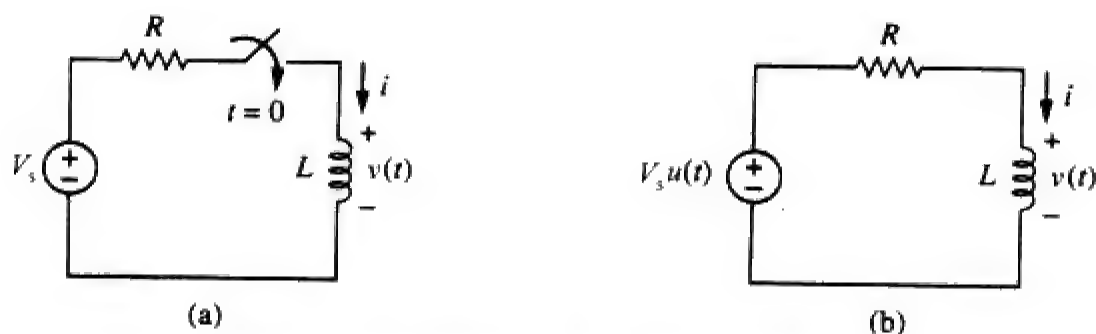 R
t = 0
i
+
V_s
+
−
L
v(t)
−
(a)
R
i
+
V_s u(t)
+
−
L
v(t)
−
(b)